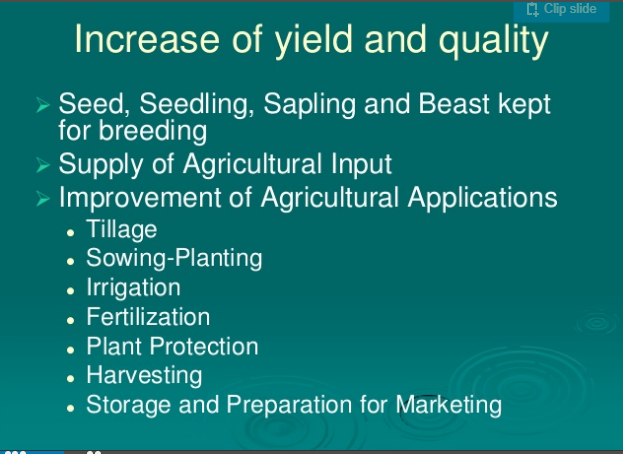 Clip slide
Increase of yield and quality
Seed, Seedling, Sapling and Beast kept
for breeding
Supply of Agricultural Input
Improvement of Agricultural Applications
Tillage
Sowing-Planting
Irrigation
Fertilization
Plant Protection
Harvesting
Storage and Preparation for Marketing